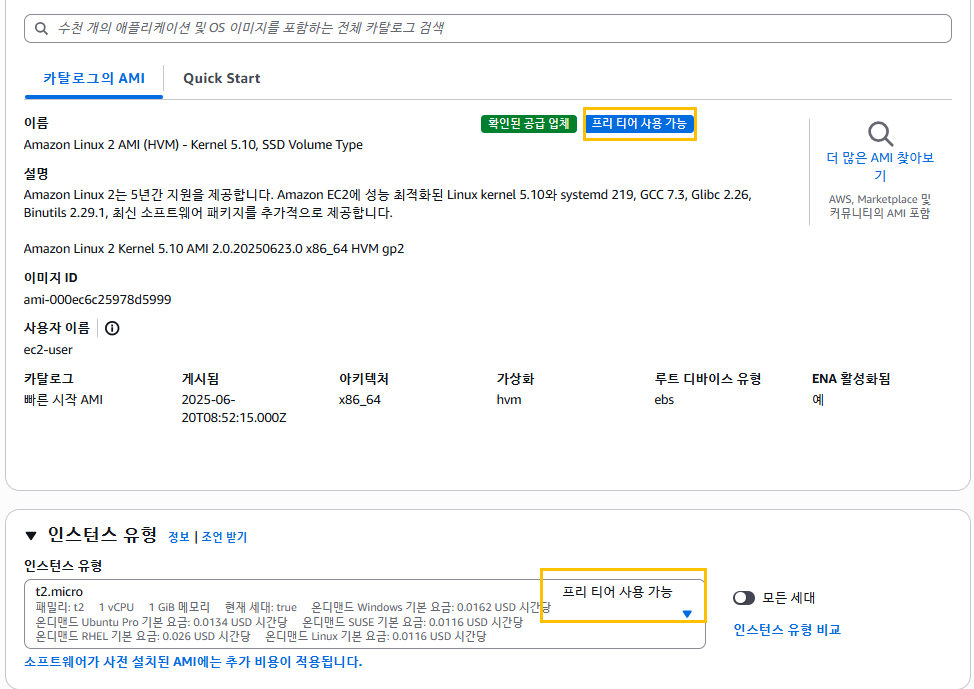 수천 개의 애플리케이션 및 OS 이미지를 포함하는 전체 카탈로그 검색
카탈로그의 AMI
Quick Start
이름
확인된 공급 업체
프리 티어 사용 가능
Amazon Linux 2 AMI (HVM) - Kernel 5.10, SSD Volume Type
설명
Amazon Linux 2는 5년간 지원을 제공합니다. Amazon EC2에 성능 최적화된 Linux kernel 5.10와 systemd 219, GCC 7.3, Glibc 2.26,
Binutils 2.29.1, 최신 소프트웨어 패키지를 추가적으로 제공합니다.
더 많은 AMI 찾아보
기
AWS, Marketplace 및
커뮤니티의 AMI 포함
Amazon Linux 2 Kernel 5.10 AMI 2.0.20250623.0 x86_64 HVM gp2
이미지 ID
ami-000ec6c25978d5999
사용자 이름
ec2-user
카탈로그
빠른 시작 AMI
게시됨
2025-06-
20T08:52:15.000Z
아키텍처
x86_64
가상화
hvm
루트 디바이스 유형
ebs
ENA 활성화됨
예
인스턴스 유형 정보 | 조언 받기
인스턴스 유형
t2.micro
프리 티어 사용 가능
패밀리: t2 1 vCPU 1 GiB 메모리 현재 세대: true 온디맨드 Windows 기본 요금: 0.0162 USD 시간당
온디맨드 Ubuntu Pro 기본 요금: 0.0134 USD 시간당 온디맨드 SUSE 기본 요금: 0.0116 USD 시간당
온디맨드 RHEL 기본 요금: 0.026 USD 시간당 온디맨드 Linux 기본 요금: 0.0116 USD 시간당
모든 세대
인스턴스 유형 비교
소프트웨어가 사전 설치된 AMI에는 추가 비용이 적용됩니다.